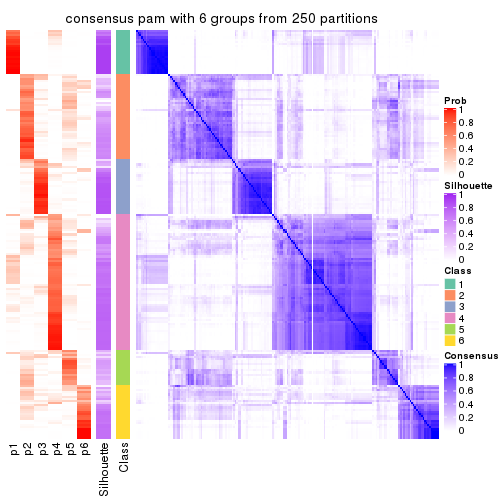 consensus pam with 6 groups from 250 partitions
Prob
1
0.8
0.6
0.4
0.2
0
Silhouette
1
0.8
0.6
0.4
0.2
0
Class
1
2
3
4
5
6
Consensus
1
0.8
0.6
0.4
0.2
0
p1
p2
p3
p4
p5
p6
Silhouette
Class